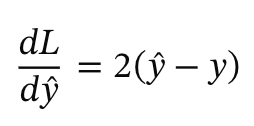 dL/dŷ = 2(ŷ − y)